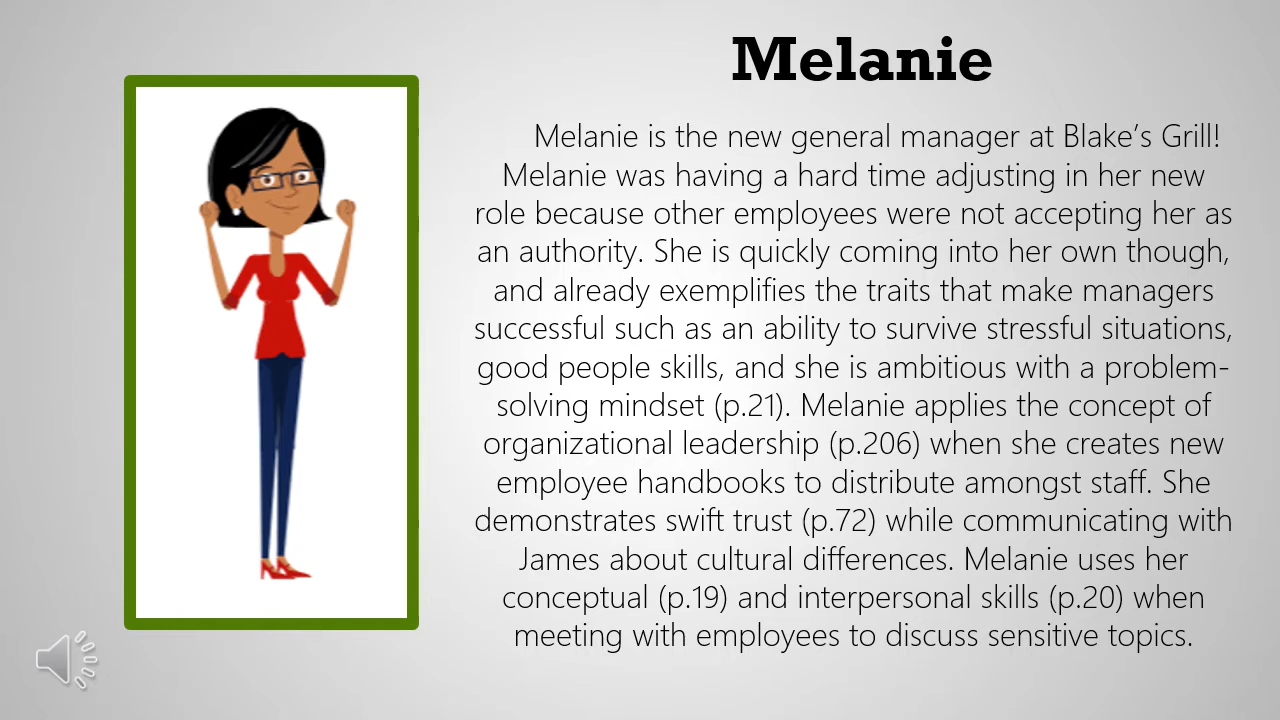 Melanie
Melanie is the new general manager at Blake’s Grill!
Melanie was having a hard time adjusting in her new
role because other employees were not accepting her as
an authority. She is quickly coming into her own though,
and already exemplifies the traits that make managers
successful such as an ability to survive stressful situations,
good people skills, and she is ambitious with a problem-
solving mindset (p.21). Melanie applies the concept of
organizational leadership (p.206) when she creates new
employee handbooks to distribute amongst staff. She
demonstrates swift trust (p.72) while communicating with
James about cultural differences. Melanie uses her
conceptual (p.19) and interpersonal skills (p.20) when
meeting with employees to discuss sensitive topics.